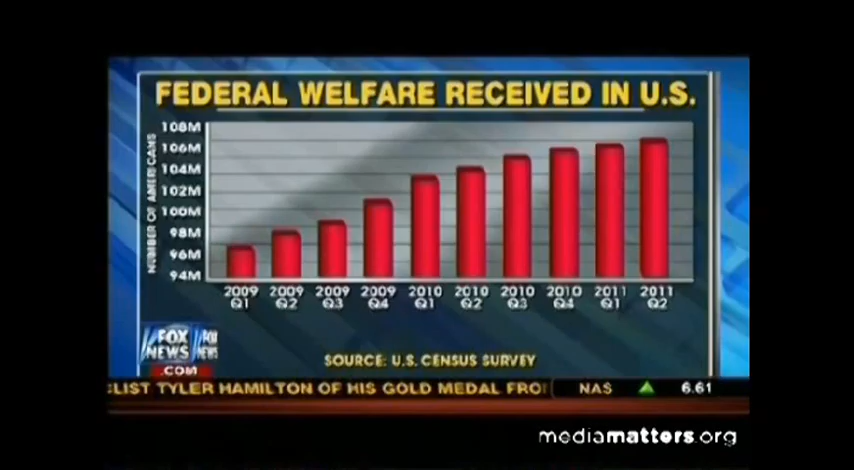 FEDERAL WELFARE RECEIVED IN U.S.
NUMBER OF AMERICANS
108M
106M
104M
102M
100M
98M
96M
94M
2009 2009 2009 2009 2010 2010 2010 2010 2011 2011
Q1 Q2 Q3 Q4 Q1 Q2 Q3 Q4 Q1 Q2
FOX NEWS
FOX NEWS
.COM
SOURCE: U.S. CENSUS SURVEY
CLIST TYLER HAMILTON OF HIS GOLD MEDAL FRO NAS 6.61
mediamatters.org